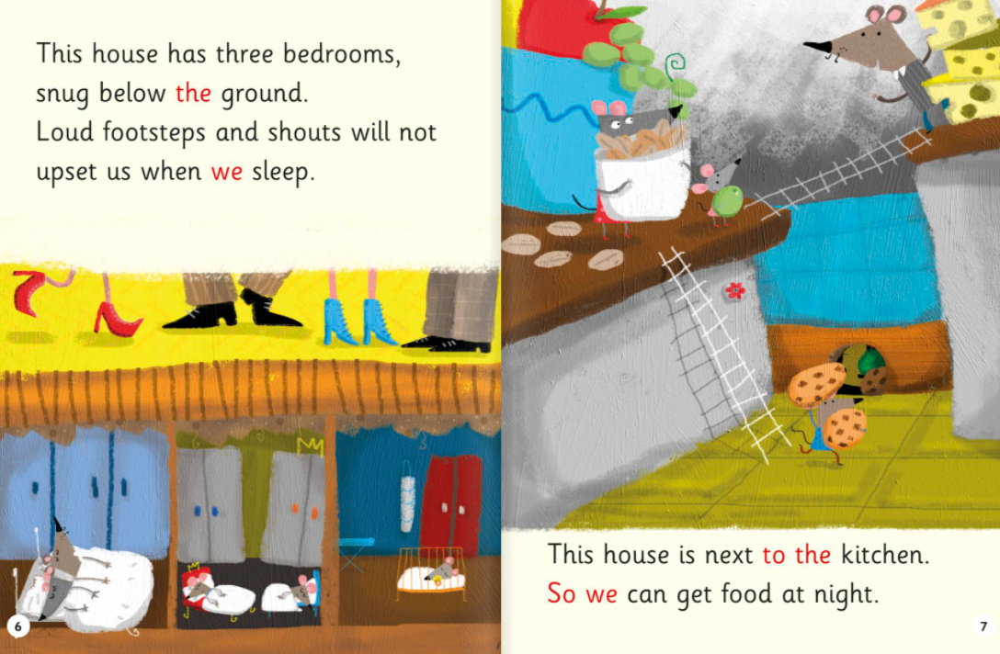 This house has three bedrooms,
snug below the ground.
Loud footsteps and shouts will not
upset us when we sleep.
6
This house is next to the kitchen.
So we can get food at night.
7